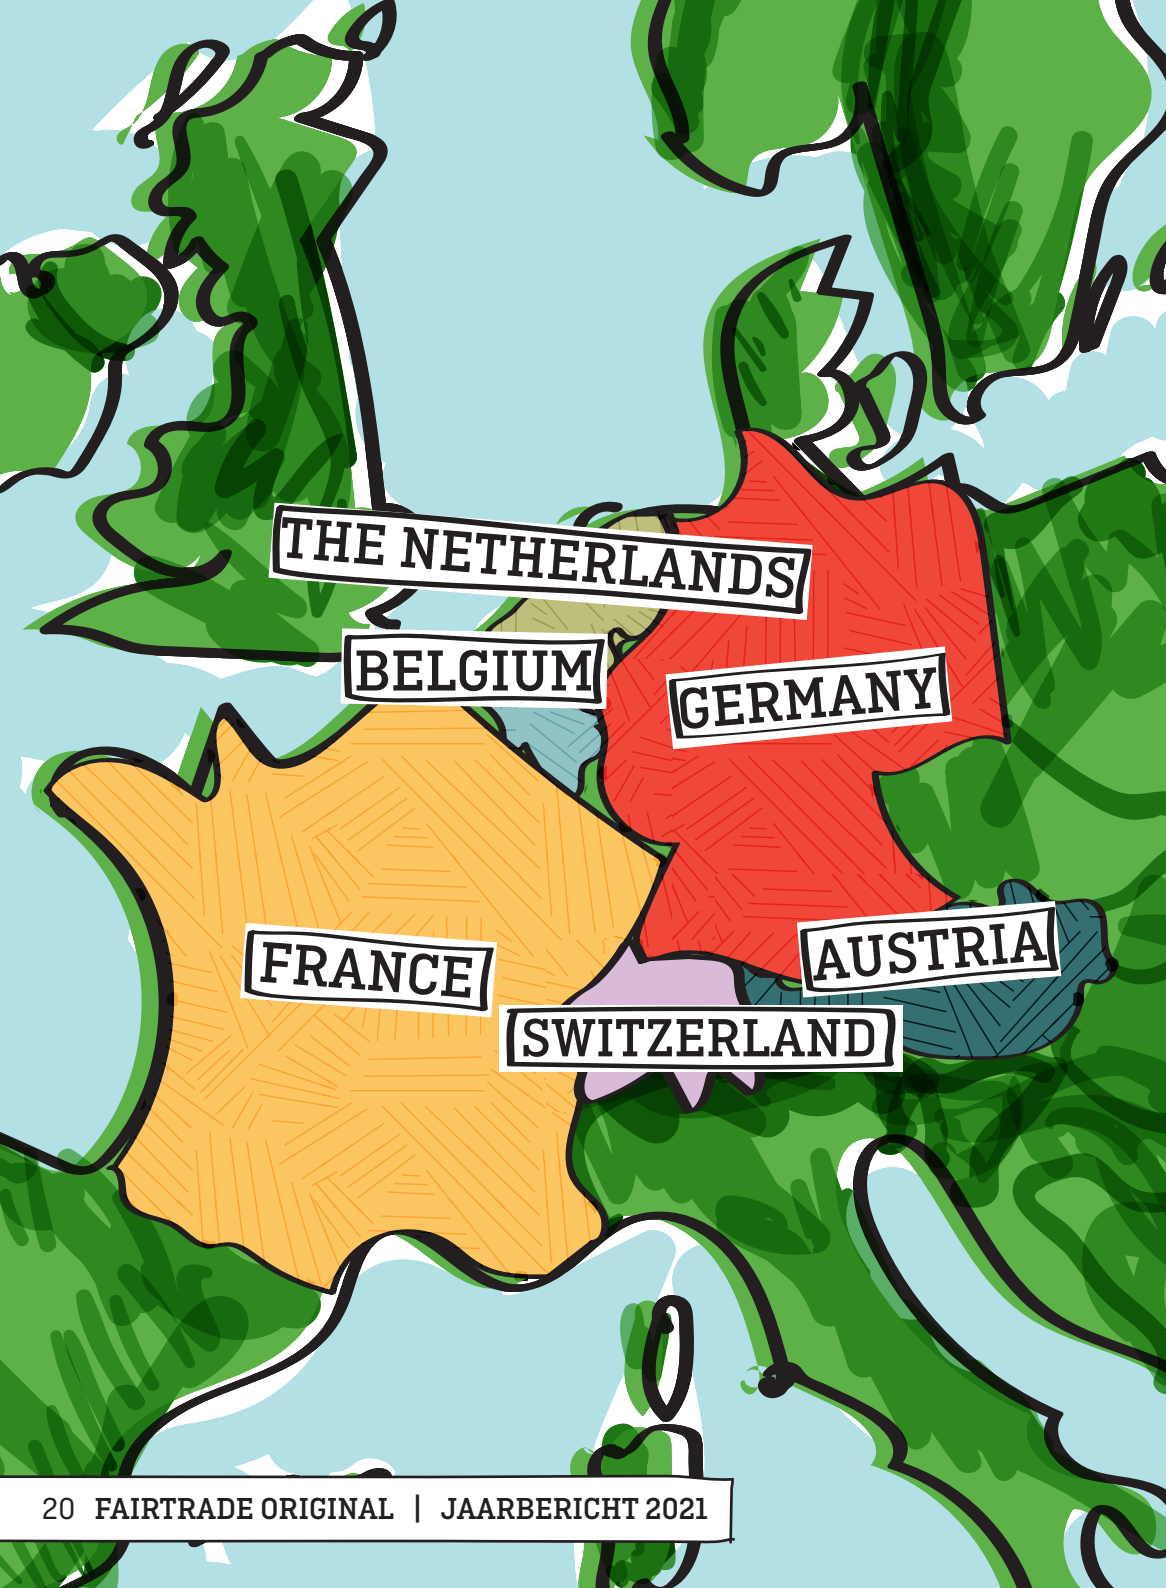 THE NETHERLANDS
BELGIUM
GERMANY
FRANCE
AUSTRIA
SWITZERLAND
20 FAIRTRADE ORIGINAL | JAARBERICHT 2021